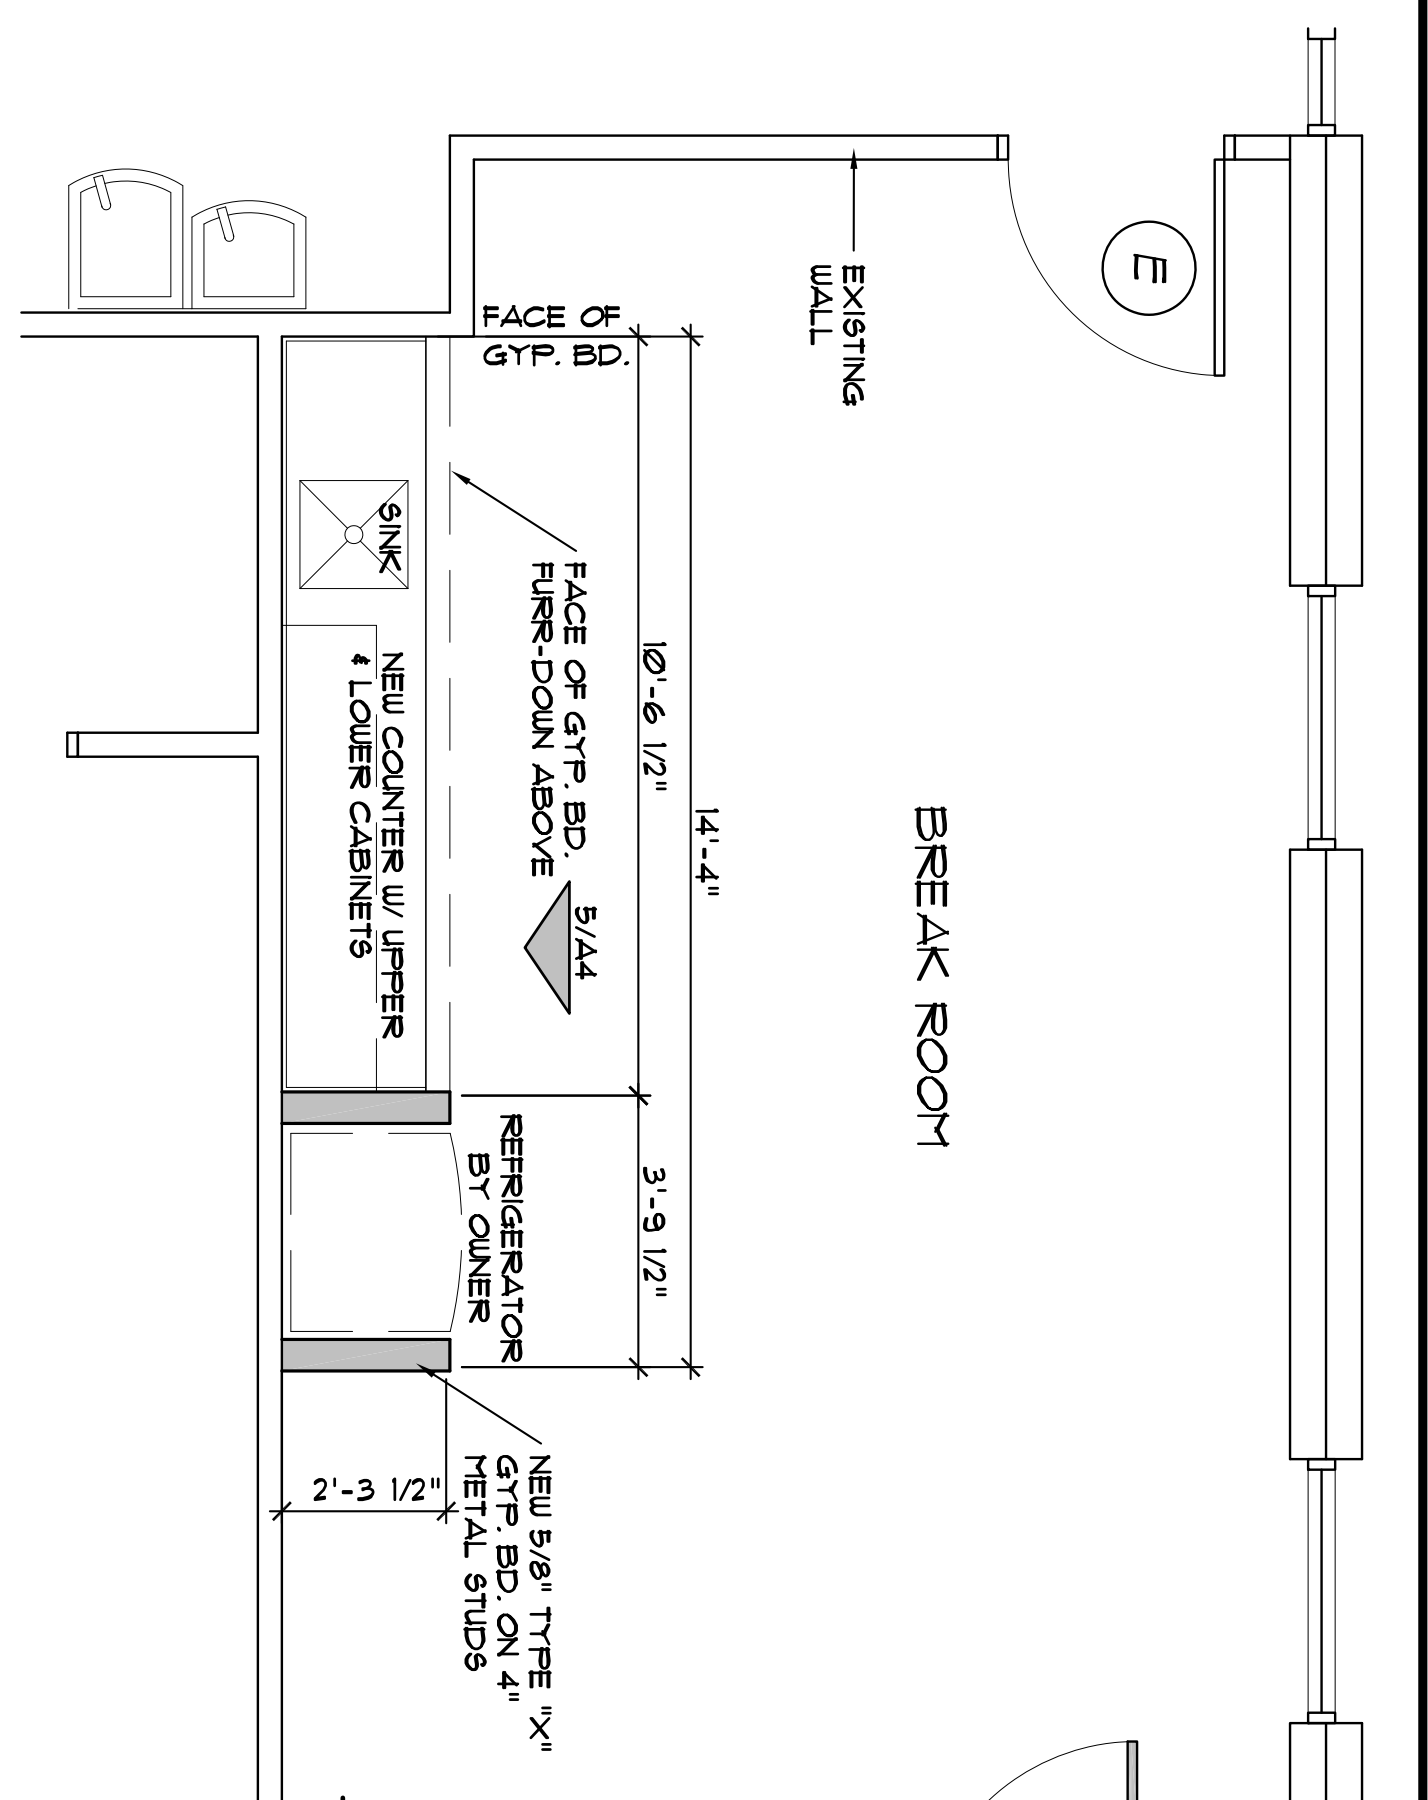 E
EXISTING
WALL
FACE OF
GYP. BD.
SINK
FACE OF GYP. BD.
FURR-DOWN ABOVE
10'-6 1/2"
14'-4"
NEW COUNTER W/ UPPER
& LOWER CABINETS
5/A4
BREAK ROOM
REFRIGERATOR
BY OWNER
3'-9 1/2"
2'-3 1/2"
NEW 5/8" TYPE "X"
GYP. BD. ON 4"
METAL STUDS